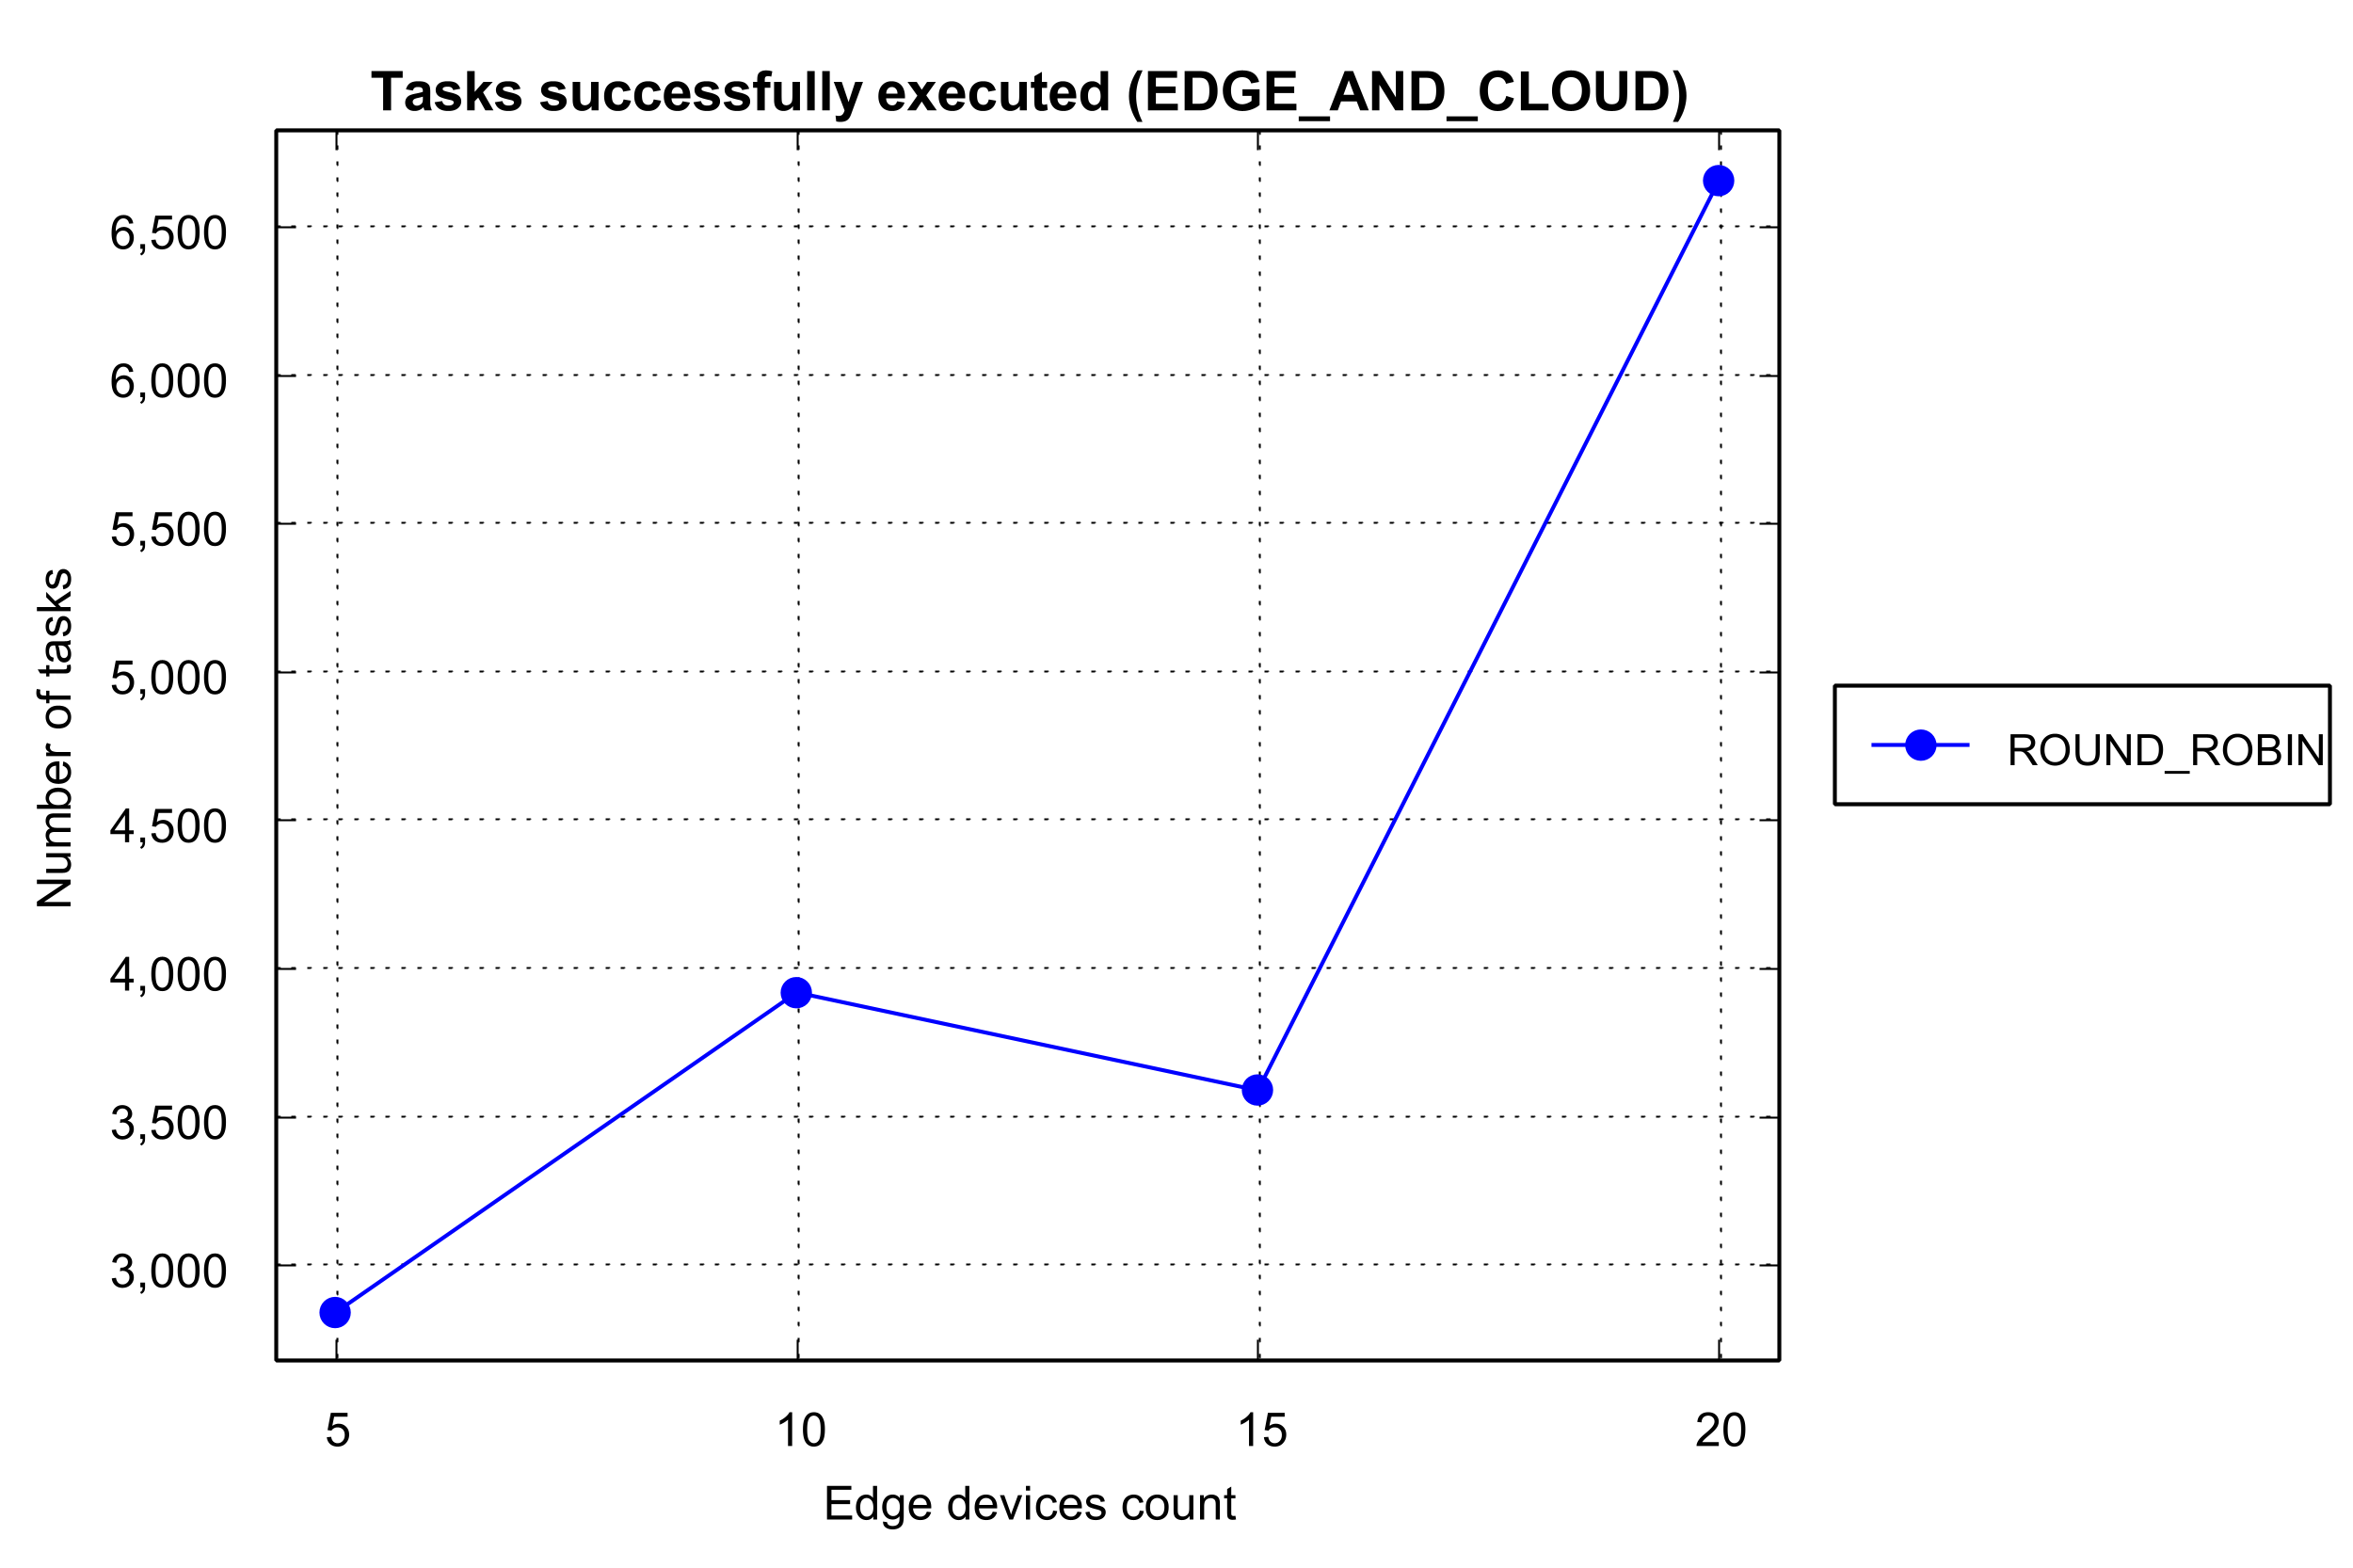 Tasks successfully executed (EDGE_AND_CLOUD)
6,500
6,000
5,500
5,000
4,500
4,000
3,500
3,000
Number of tasks
5 10 15 20
Edge devices count
ROUND_ROBIN